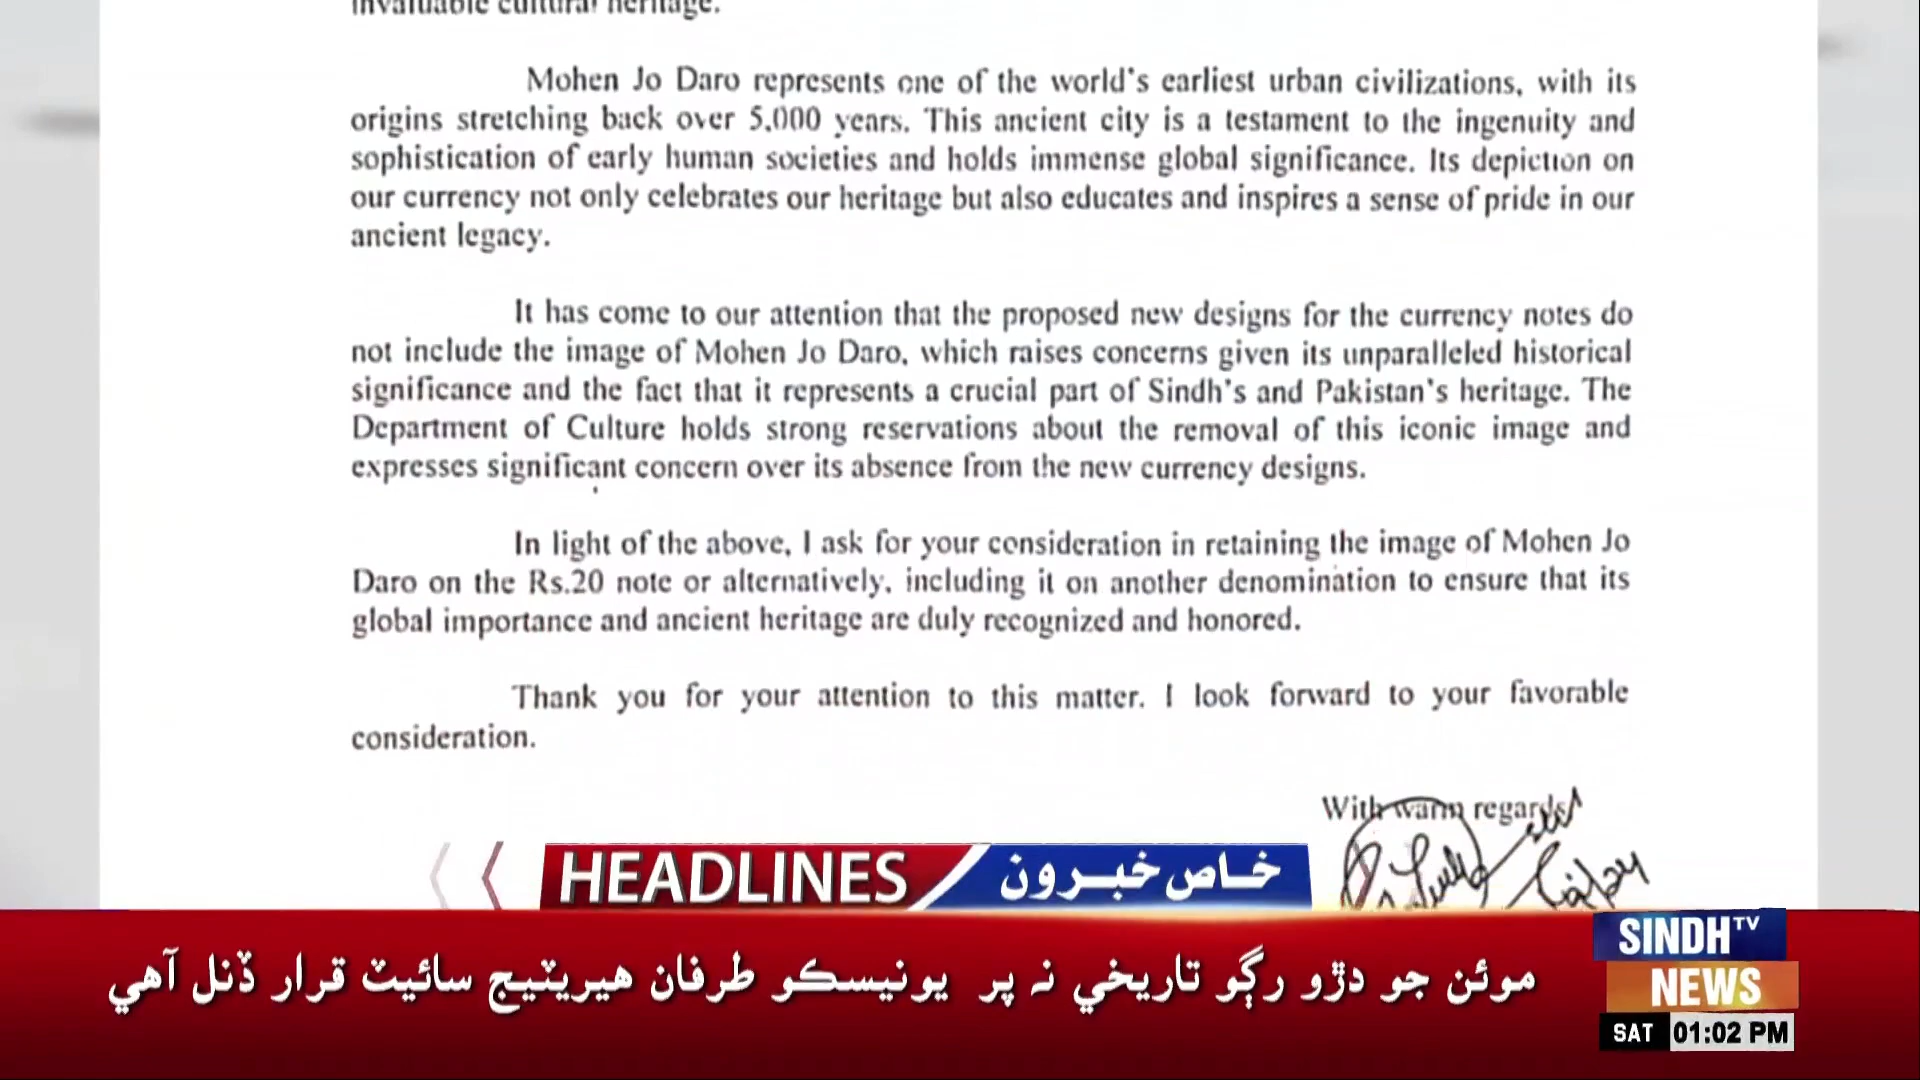 invaluable cultural heritage.
Mohen Jo Daro represents one of the world's earliest urban civilizations, with its
origins stretching back over 5,000 years. This ancient city is a testament to the ingenuity and
sophistication of early human societies and holds immense global significance. Its depiction on
our currency not only celebrates our heritage but also educates and inspires a sense of pride in our
ancient legacy.
It has come to our attention that the proposed new designs for the currency notes do
not include the image of Mohen Jo Daro, which raises concerns given its unparalleled historical
significance and the fact that it represents a crucial part of Sindh's and Pakistan's heritage. The
Department of Culture holds strong reservations about the removal of this iconic image and
expresses significant concern over its absence from the new currency designs.
In light of the above, I ask for your consideration in retaining the image of Mohen Jo
Daro on the Rs.20 note or alternatively, including it on another denomination to ensure that its
global importance and ancient heritage are duly recognized and honored.
Thank you for your attention to this matter. I look forward to your favorable
consideration.
With warm regards
HEADLINES
خاص خبرون
موئن جو دڙو رڳو تاريخي نہ پر يونيسڪو طرفان هيريٽيج سائيٽ قرار ڏنل آهي
SINDH TV
NEWS
SAT 01:02 PM